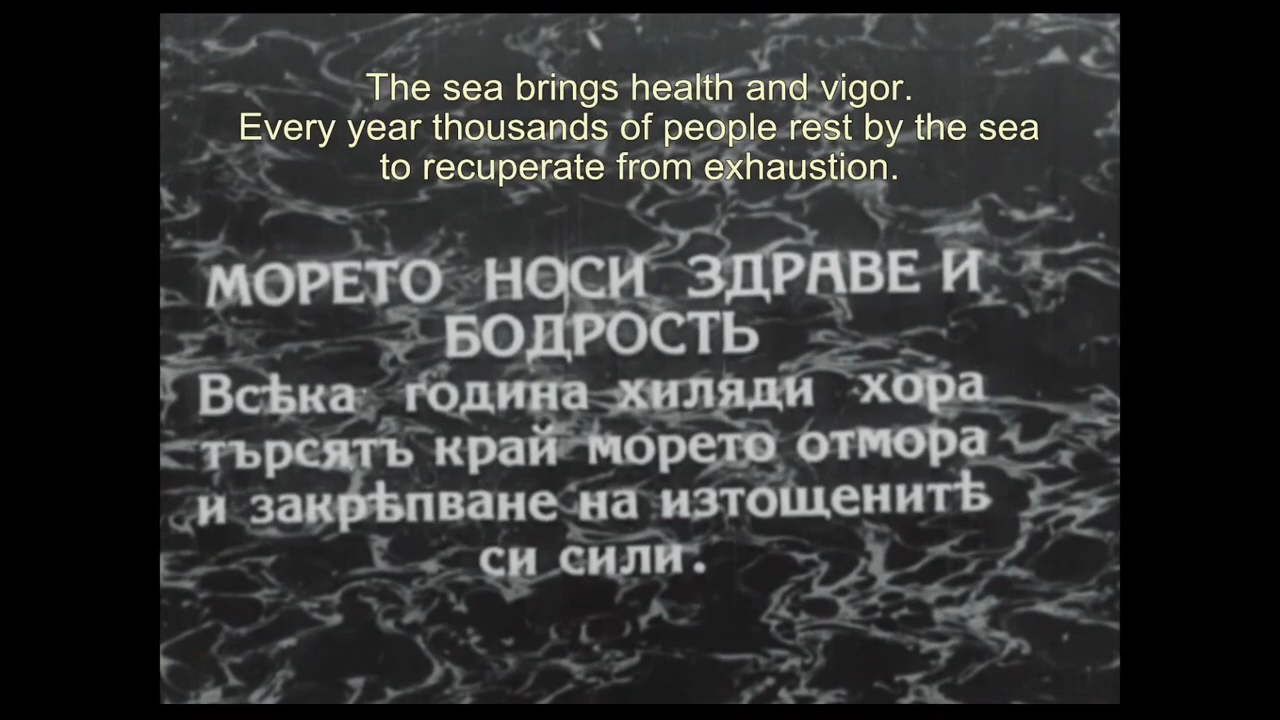 The sea brings health and vigor.
Every year thousands of people rest by the sea
to recuperate from exhaustion.
МОРЕТО НОСИ ЗДРАВЕ И
БОДРОСТЬ
Всѣка година хиляди хора
търсятъ край морето отмора
и закрѣпване на изтощенитѣ
си сили.